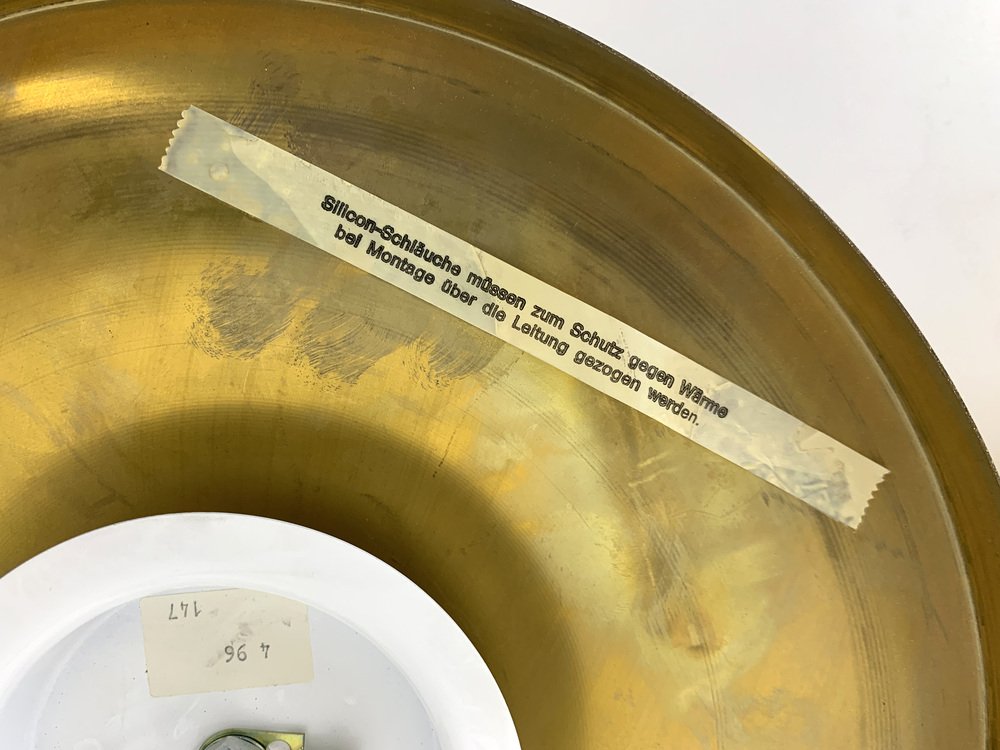 Silicon-Schläuche müssen zum Schutz gegen Wärme
bei Montage über die Leitung gezogen werden.
4 96
147